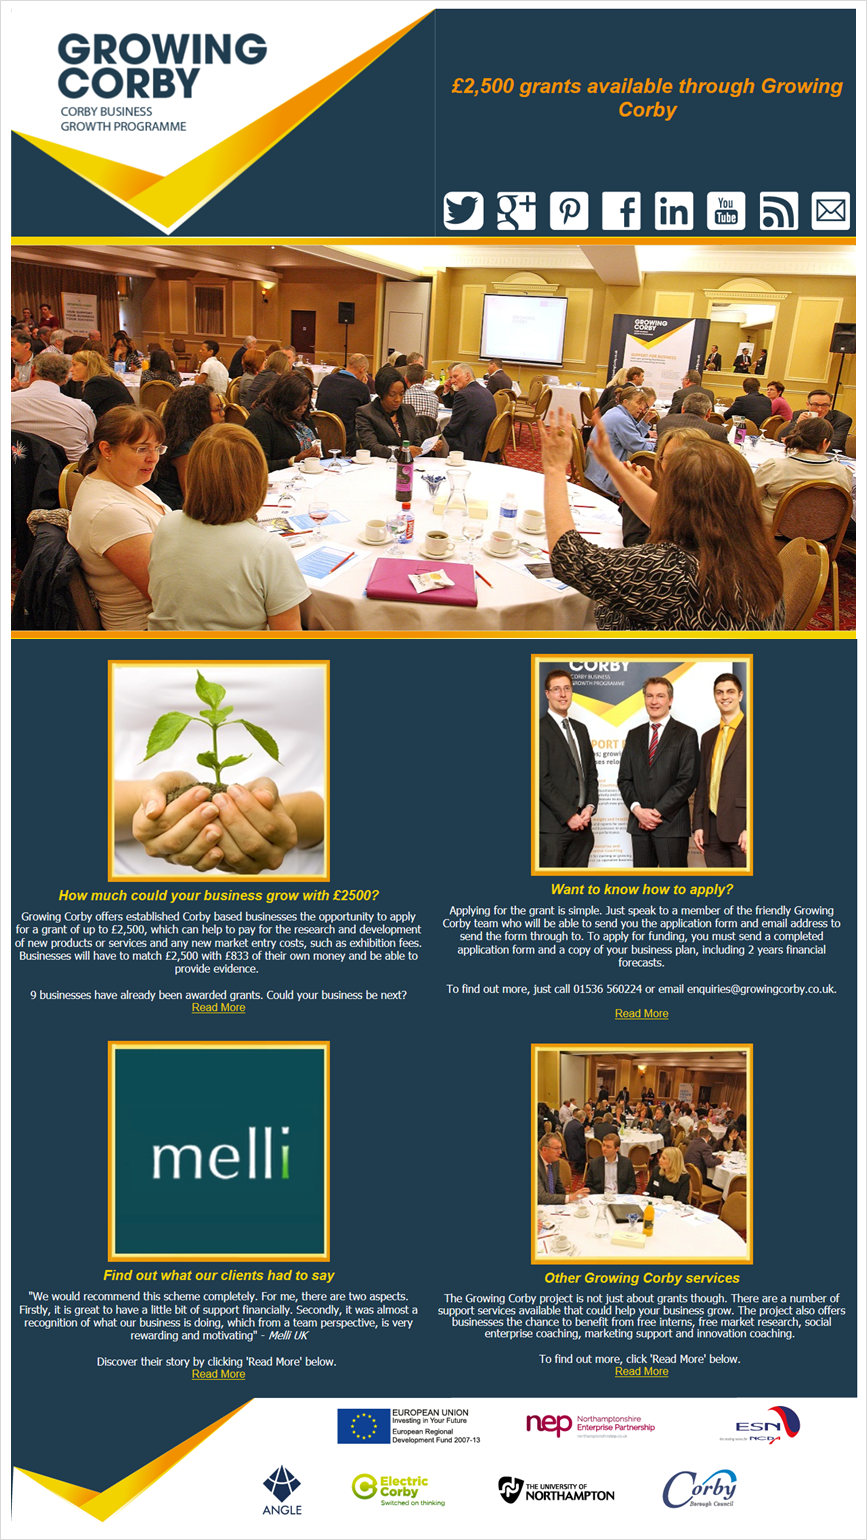 GROWING
CORBY
CORBY BUSINESS
GROWTH PROGRAMME
£2,500 grants available through Growing
Corby
You
Tube
GROWING
CORBY
SUPPORT FOR BUSINESS
CORBY
CORBY BUSINESS
GROWTH PROGRAMME
How much could your business grow with £2500?
Growing Corby offers established Corby based businesses the opportunity to apply
for a grant of up to £2,500, which can help to pay for the research and development
of new products or services and any new market entry costs, such as exhibition fees.
Businesses will have to match £2,500 with £833 of their own money and be able to
provide evidence.
9 businesses have already been awarded grants. Could your business be next?
Read More
Want to know how to apply?
Applying for the grant is simple. Just speak to a member of the friendly Growing
Corby team who will be able to send you the application form and email address to
send the form through to. To apply for funding, you must send a completed
application form and a copy of your business plan, including 2 years financial
forecasts.
To find out more, just call 01536 560224 or email enquiries@growingcorby.co.uk.
Read More
melli
Find out what our clients had to say
"We would recommend this scheme completely. For me, there are two aspects.
Firstly, it is great to have a little bit of support financially. Secondly, it was almost a
recognition of what our business is doing, which from a team perspective, is very
rewarding and motivating" - Melli UK
Discover their story by clicking 'Read More' below.
Read More
Other Growing Corby services
The Growing Corby project is not just about grants though. There are a number of
support services available that could help your business grow. The project also offers
businesses the chance to benefit from free interns, free market research, social
enterprise coaching, marketing support and innovation coaching.
To find out more, click 'Read More' below.
Read More
EUROPEAN UNION
Investing in Your Future
European Regional
Development Fund 2007-13
nep Northamptonshire
Enterprise Partnership
ESN
NCDA
ANGLE
Electric
Corby
Switched on thinking
THE UNIVERSITY OF
NORTHAMPTON
Corby
Borough Council